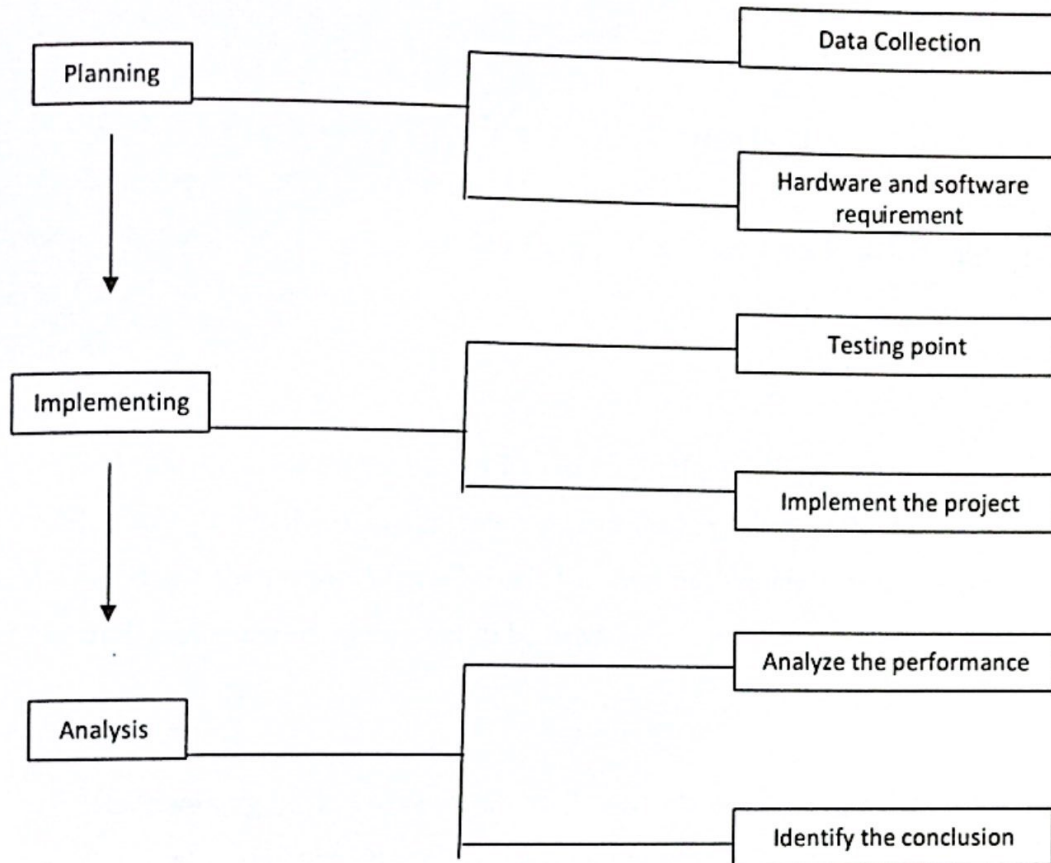 Planning
Data Collection
Hardware and software
requirement
Implementing
Testing point
Implement the project
Analysis
Analyze the performance
Identify the conclusion